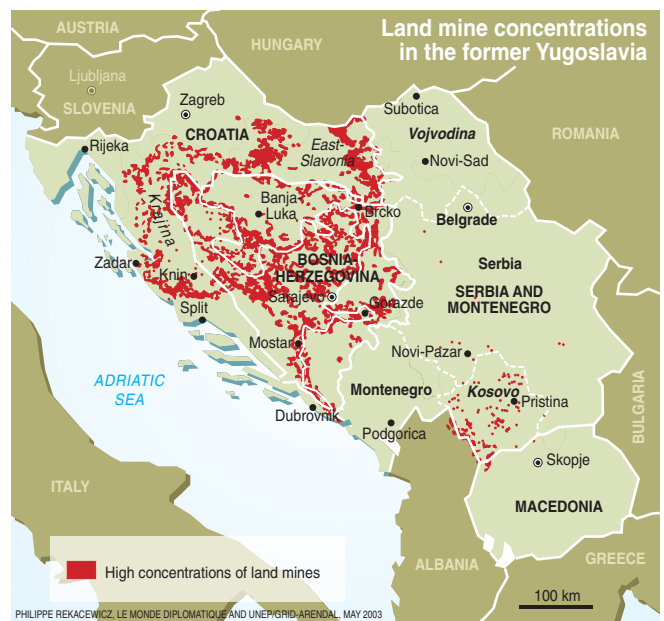 Land mine concentrations
in the former Yugoslavia
AUSTRIA
HUNGARY
Ljubljana
SLOVENIA
Zagreb
CROATIA
Rijeka
East-
Slavonia
Subotica
Vojvodina
Novi-Sad
ROMANIA
Krajrna
Banja-
Luka
Brcko
Belgrade
BOSNIA-
HERZEGOVINA
Serbia
SERBIA AND
MONTENEGRO
Zadar
Knin
Sarajevo
Gorazde
Split
Mostar
Novi-Pazar
ADRIATIC
SEA
Montenegro
Kosovo
Pristina
BULGARIA
Dubrovnik
Podgorica
Skopje
ITALY
MACEDONIA
ALBANIA
GREECE
High concentrations of land mines
100 km
PHILIPPE REKACEWICZ, LE MONDE DIPLOMATIQUE AND UNEP/GRID-ARENDAL, MAY 2003